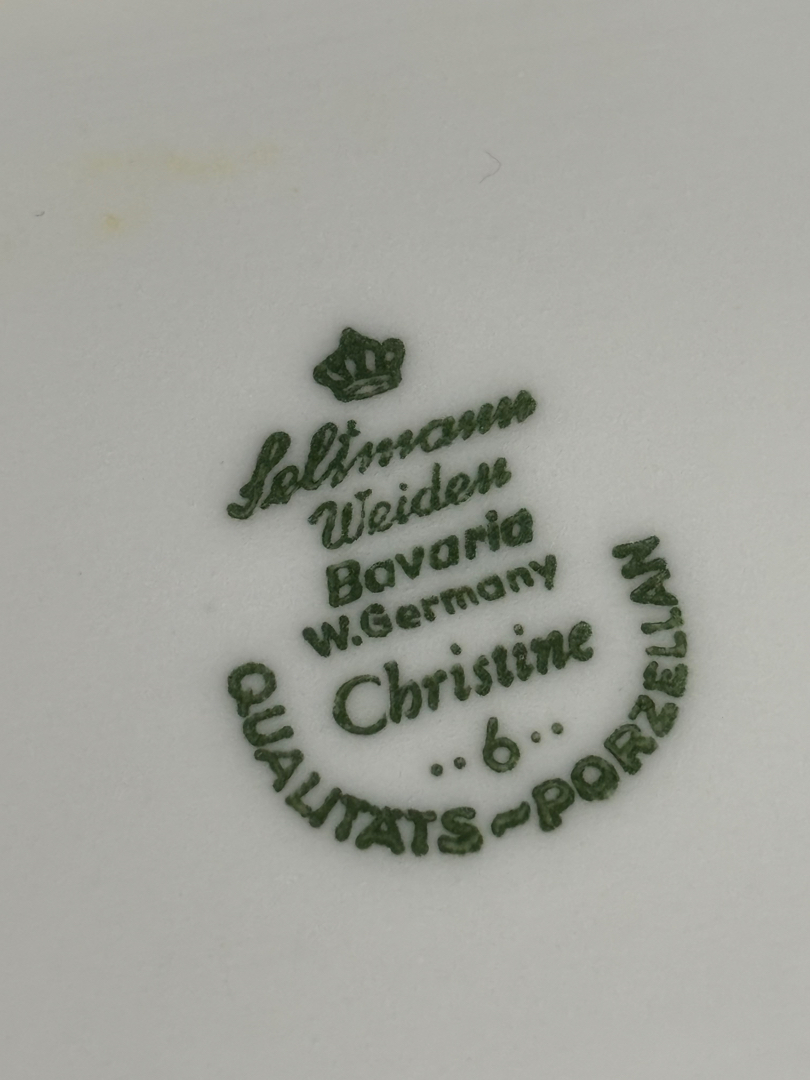 Seltmann
Weiden
Bavaria
W.Germany
Christine
..6..
QUALITÄTS~PORZELLAN